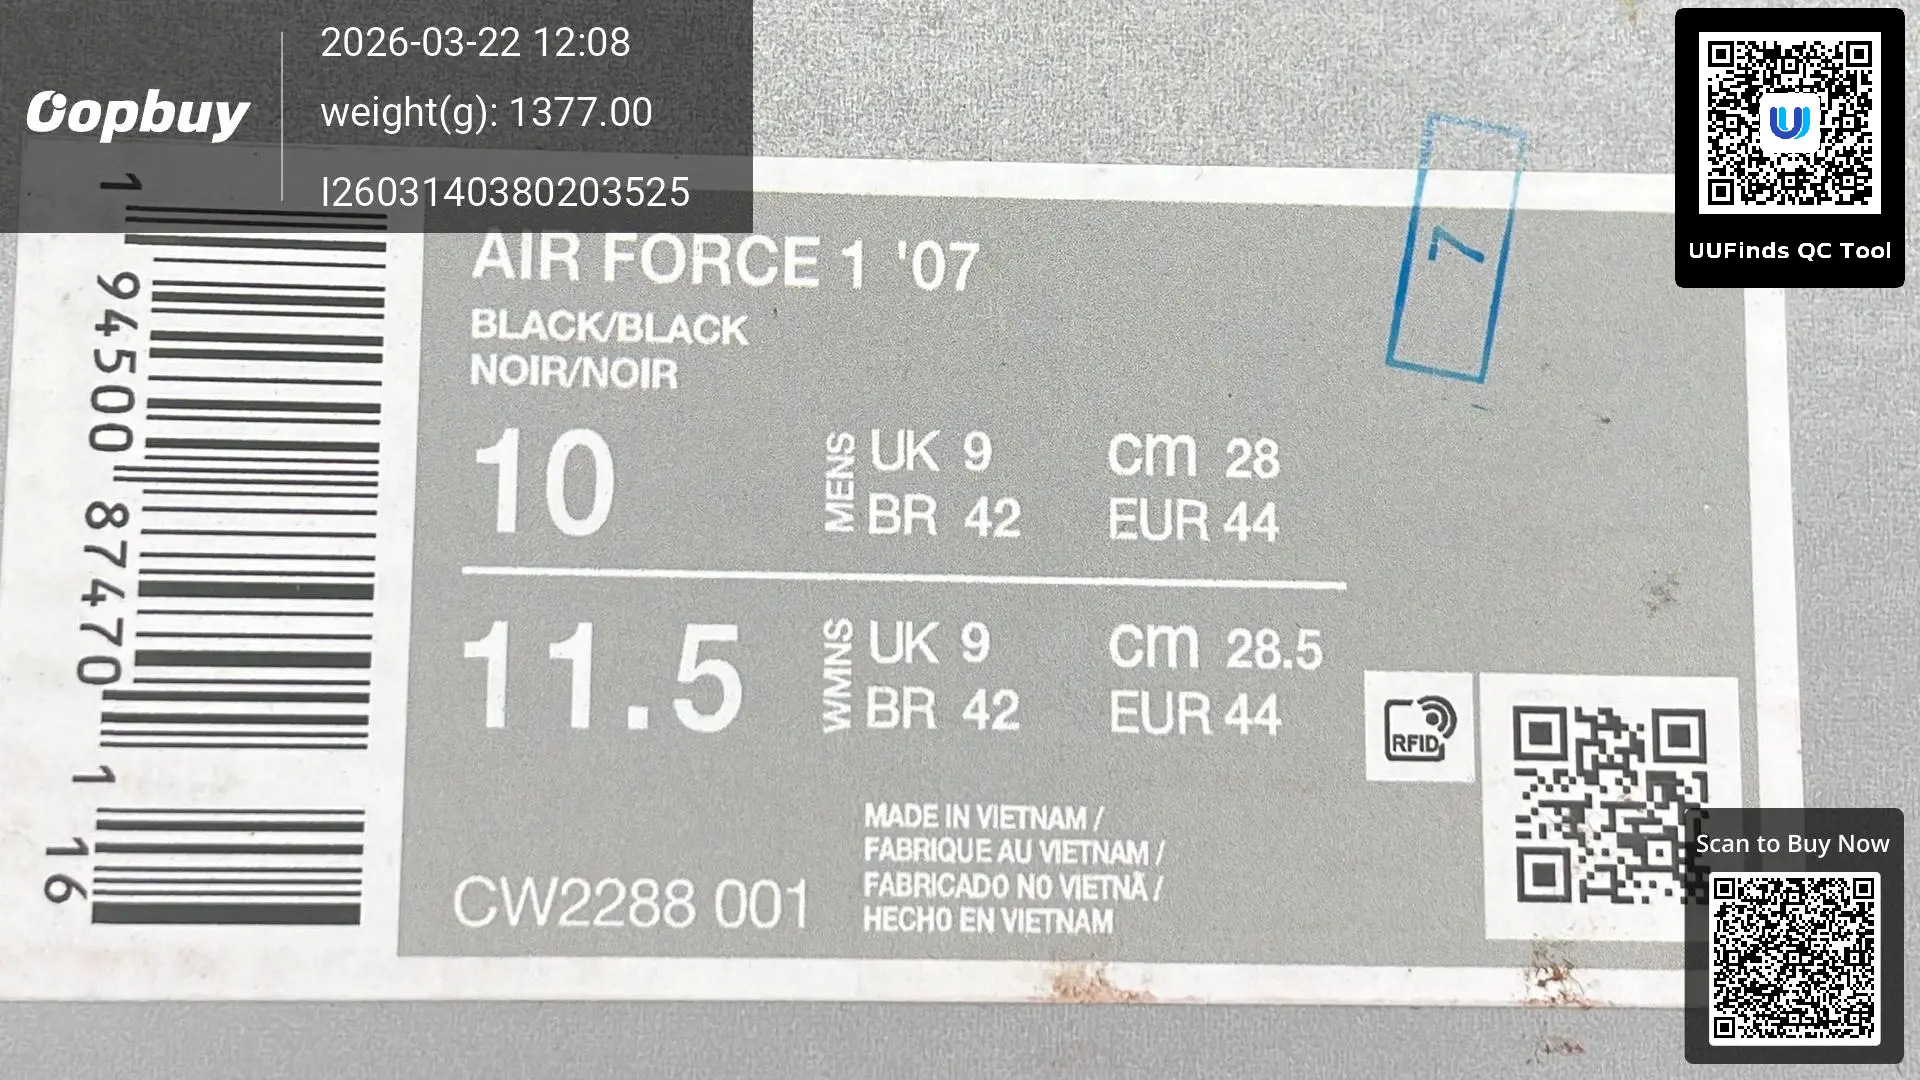 Oopbuy
2026-03-22 12:08
weight(g): 1377.00
I2603140380203525
UUFinds QC Tool
7
1 94500 87470 1
16
AIR FORCE 1 '07
BLACK/BLACK
NOIR/NOIR
10
MENS
UK 9
cm 28
BR 42
EUR 44
11.5
WMNS
UK 9
cm 28.5
BR 42
EUR 44
RFID
MADE IN VIETNAM /
FABRIQUE AU VIETNAM /
FABRICADO NO VIETNÃ /
HECHO EN VIETNAM
CW2288 001
Scan to Buy Now